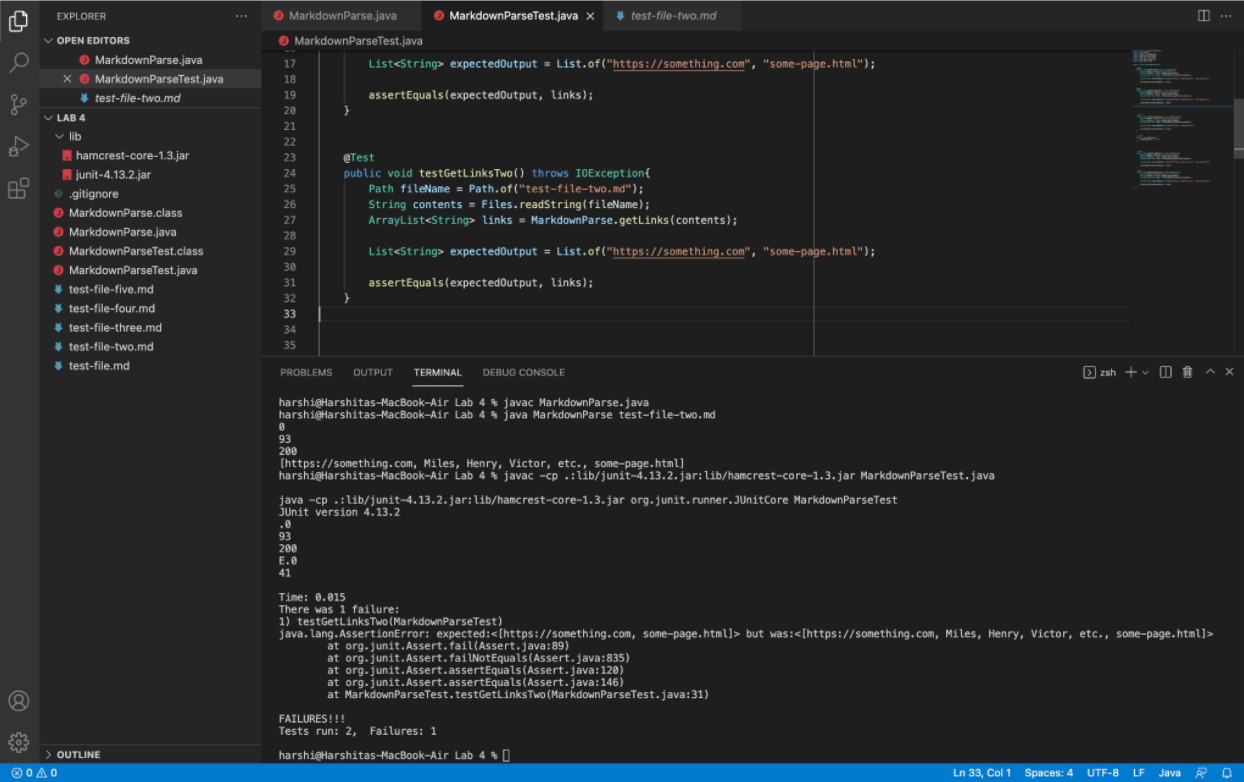 EXPLORER
OPEN EDITORS
MarkdownParse.java
MarkdownParseTest.java
test-file-two.md
LAB 4
lib
hamcrest-core-1.3.jar
junit-4.13.2.jar
.gitignore
MarkdownParse.class
MarkdownParse.java
MarkdownParseTest.class
MarkdownParseTest.java
test-file-five.md
test-file-four.md
test-file-three.md
test-file-two.md
test-file.md
OUTLINE
MarkdownParse.java MarkdownParseTest.java test-file-two.md
MarkdownParseTest.java
17 List<String> expectedOutput = List.of("https://something.com", "some-page.html");
18
19 assertEquals(expectedOutput, links);
20 }
21
22
23 @Test
24 public void testGetLinksTwo() throws IOException{
25 Path fileName = Path.of("test-file-two.md");
26 String contents = Files.readString(fileName);
27 ArrayList<String> links = MarkdownParse.getLinks(contents);
28
29 List<String> expectedOutput = List.of("https://something.com", "some-page.html");
30
31 assertEquals(expectedOutput, links);
32 }
33
34
35
PROBLEMS OUTPUT TERMINAL DEBUG CONSOLE zsh
harshi@Harshitas-MacBook-Air Lab 4 % javac MarkdownParse.java
harshi@Harshitas-MacBook-Air Lab 4 % java MarkdownParse test-file-two.md
0
93
200
[https://something.com, Miles, Henry, Victor, etc., some-page.html]
harshi@Harshitas-MacBook-Air Lab 4 % javac -cp .:lib/junit-4.13.2.jar:lib/hamcrest-core-1.3.jar MarkdownParseTest.java
java -cp .:lib/junit-4.13.2.jar:lib/hamcrest-core-1.3.jar org.junit.runner.JUnitCore MarkdownParseTest
JUnit version 4.13.2
.0
93
200
E.0
41
Time: 0.015
There was 1 failure:
1) testGetLinksTwo(MarkdownParseTest)
java.lang.AssertionError: expected:<[https://something.com, some-page.html]> but was:<[https://something.com, Miles, Henry, Victor, etc., some-page.html]>
at org.junit.Assert.fail(Assert.java:89)
at org.junit.Assert.failNotEquals(Assert.java:835)
at org.junit.Assert.assertEquals(Assert.java:120)
at org.junit.Assert.assertEquals(Assert.java:146)
at MarkdownParseTest.testGetLinksTwo(MarkdownParseTest.java:31)
FAILURES!!!
Tests run: 2,  Failures: 1
harshi@Harshitas-MacBook-Air Lab 4 %
0 0 Ln 33, Col 1 Spaces: 4 UTF-8 LF Java